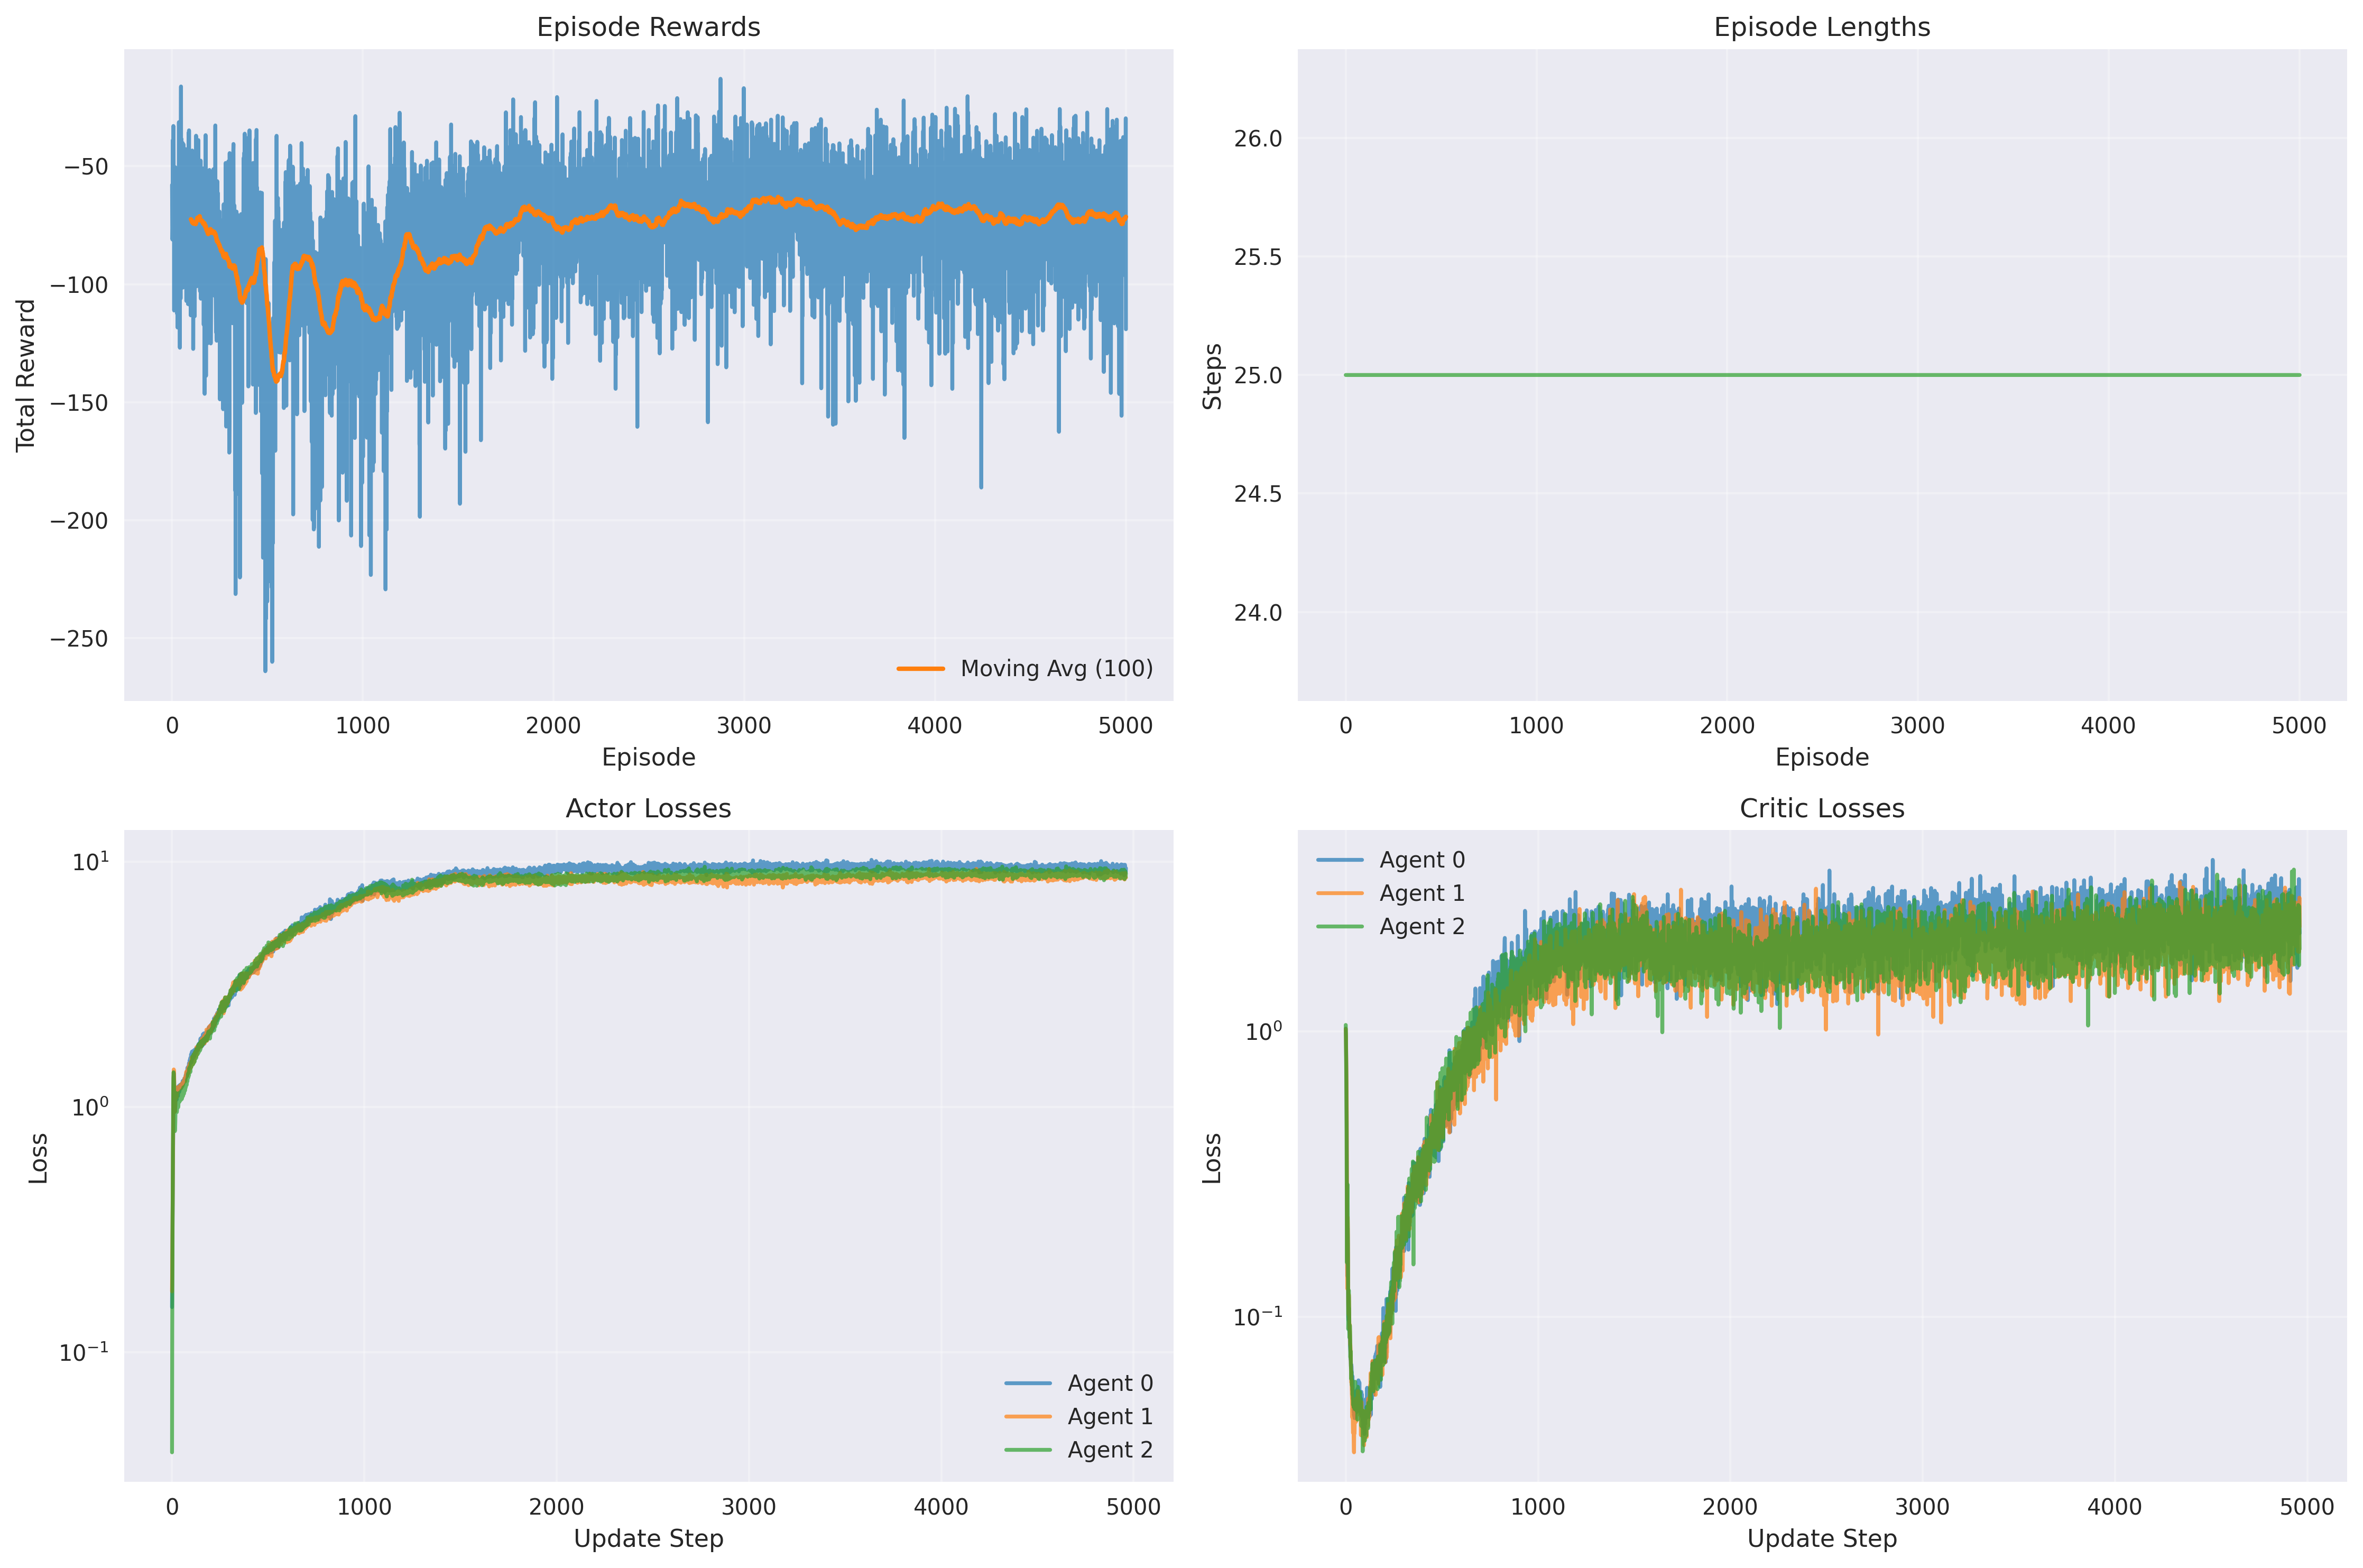 Episode Rewards
Total Reward
−50
−100
−150
−200
−250
Moving Avg (100)
0 1000 2000 3000 4000 5000
Episode
Episode Lengths
Steps
26.0
25.5
25.0
24.5
24.0
0 1000 2000 3000 4000 5000
Episode
Actor Losses
Loss
10¹
10⁰
10⁻¹
Agent 0
Agent 1
Agent 2
0 1000 2000 3000 4000 5000
Update Step
Critic Losses
Loss
Agent 0
Agent 1
Agent 2
10⁰
10⁻¹
0 1000 2000 3000 4000 5000
Update Step